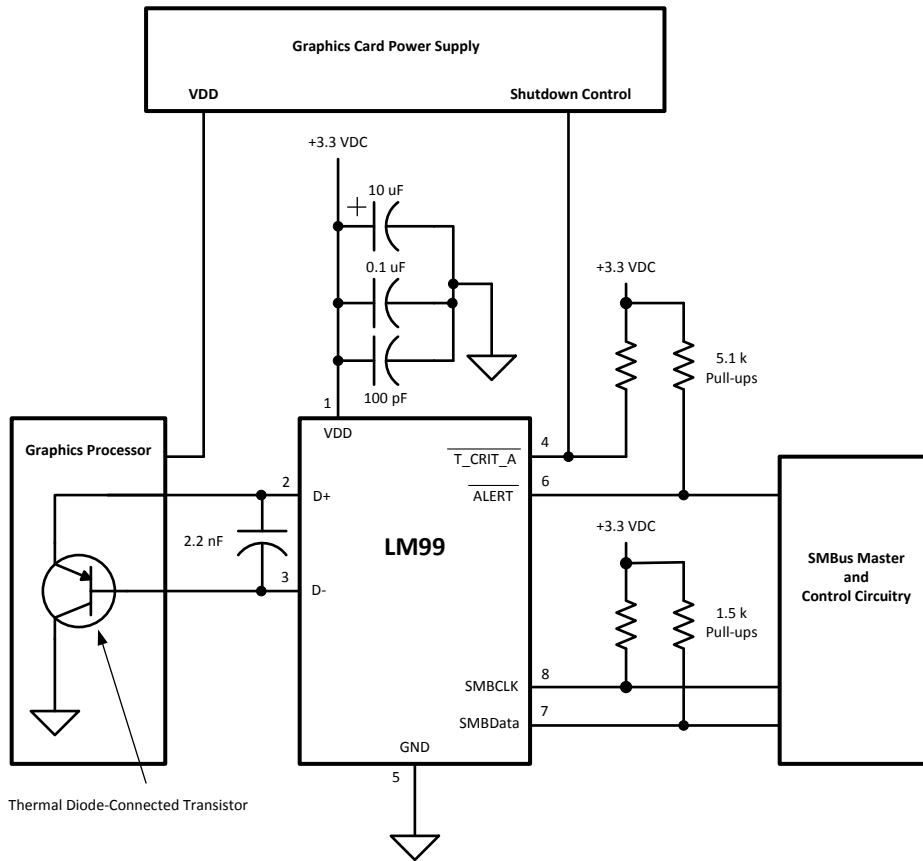 Graphics Card Power Supply
VDD
Shutdown Control
+3.3 VDC
10 uF
0.1 uF
100 pF
+3.3 VDC
5.1 k
Pull-ups
1
VDD
Graphics Processor
4
T_CRIT_A
2
D+
6
ALERT
2.2 nF
LM99
+3.3 VDC
3
D-
SMBus Master
and
Control Circuitry
1.5 k
Pull-ups
8
SMBCLK
7
SMBData
GND
5
Thermal Diode-Connected Transistor